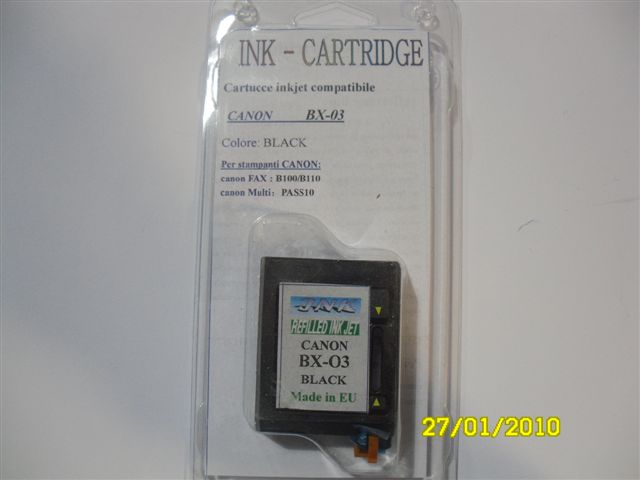 INK - CARTRIDGE
Cartucce inkjet compatibile
CANON BX-03
Colore: BLACK
Per stampanti CANON:
canon FAX : B100/B110
canon Multi : PASS10
REFILLED INK JET
CANON
BX-O3
BLACK
Made in EU
27/01/2010